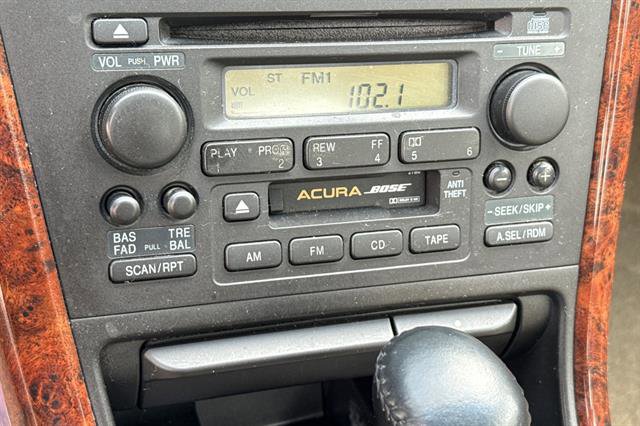 VOL PUSH PWR
COMPACT disc
− TUNE +
ST FM1
VOL 102.1
PLAY PROG
1 2
REW FF
3 4
5 6
ACURA BOSE
ANTI
THEFT
− +
− SEEK/SKIP +
A.SEL/RDM
BAS TRE
FAD PULL BAL
SCAN/RPT
AM FM CD TAPE